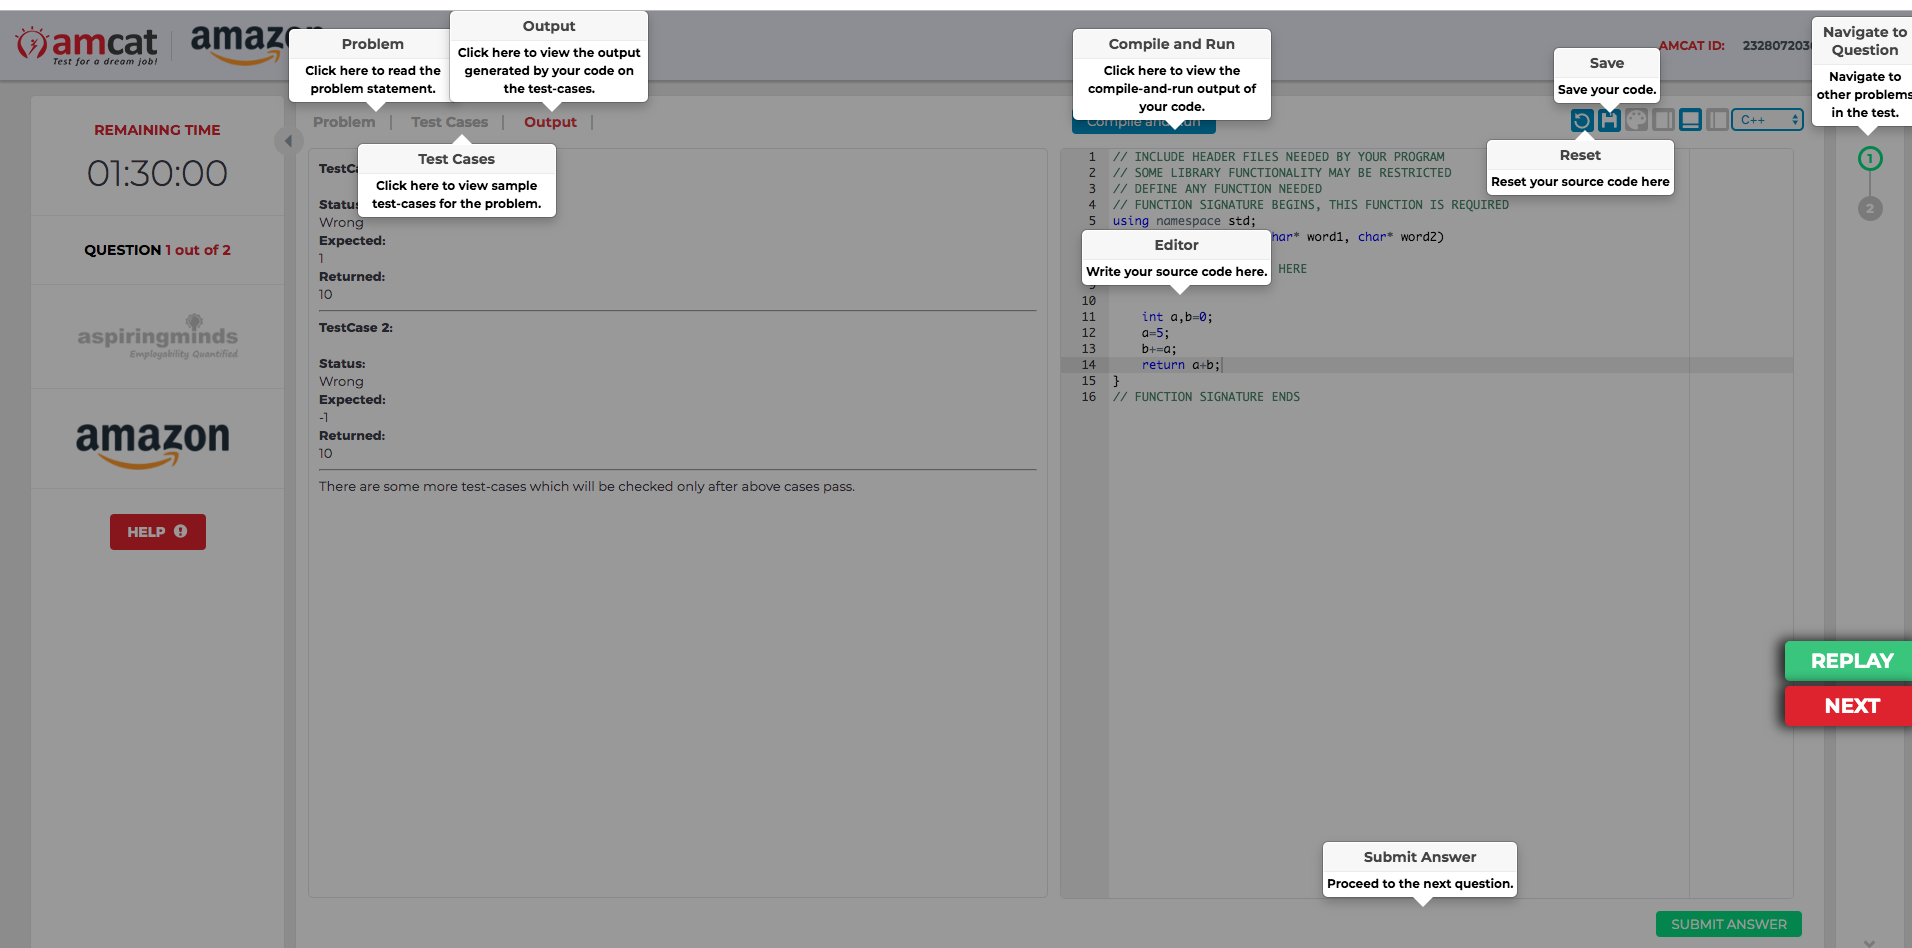 amcat
Test for a dream job!
AMCAT ID:
Problem
Click here to read the
problem statement.
Output
Click here to view the output
generated by your code on
the test-cases.
Compile and Run
Click here to view the
compile-and-run output of
your code.
Save
Save your code.
Navigate to
Question
Navigate to
other problems
in the test.
REMAINING TIME
01:30:00
QUESTION 1 out of 2
aspiringminds
Employability Quantified
amazon
HELP
Problem | Test Cases | Output |
Test Cases
Click here to view sample
test-cases for the problem.
Status:
Wrong
Expected:
1
Returned:
10
TestCase 2:
Status:
Wrong
Expected:
-1
Returned:
10
There are some more test-cases which will be checked only after above cases pass.
C++
Reset
Reset your source code here
1 // INCLUDE HEADER FILES NEEDED BY YOUR PROGRAM
2 // SOME LIBRARY FUNCTIONALITY MAY BE RESTRICTED
3 // DEFINE ANY FUNCTION NEEDED
4 // FUNCTION SIGNATURE BEGINS, THIS FUNCTION IS REQUIRED
5 using namespace std;
word1, char* word2)
HERE
Editor
Write your source code here.
10
11 int a,b=0;
12 a=5;
13 b+=a;
14 return a+b;
15 }
16 // FUNCTION SIGNATURE ENDS
1
2
REPLAY
NEXT
Submit Answer
Proceed to the next question.
SUBMIT ANSWER